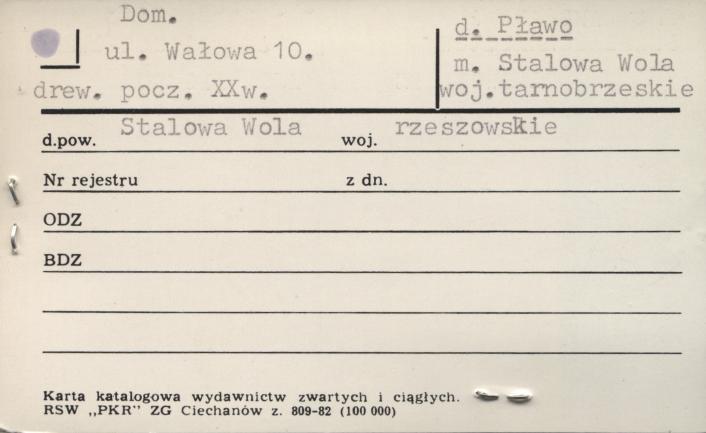 Dom.
ul. Wałowa 10.
drew. pocz. XXw.
d. Pławo
m. Stalowa Wola
woj.tarnobrzeskie
d.pow. Stalowa Wola woj. rzeszowskie
Nr rejestru z dn.
ODZ
BDZ
Karta katalogowa wydawnictw zwartych i ciągłych.
RSW „PKR" ZG Ciechanów z. 809-82 (100 000)